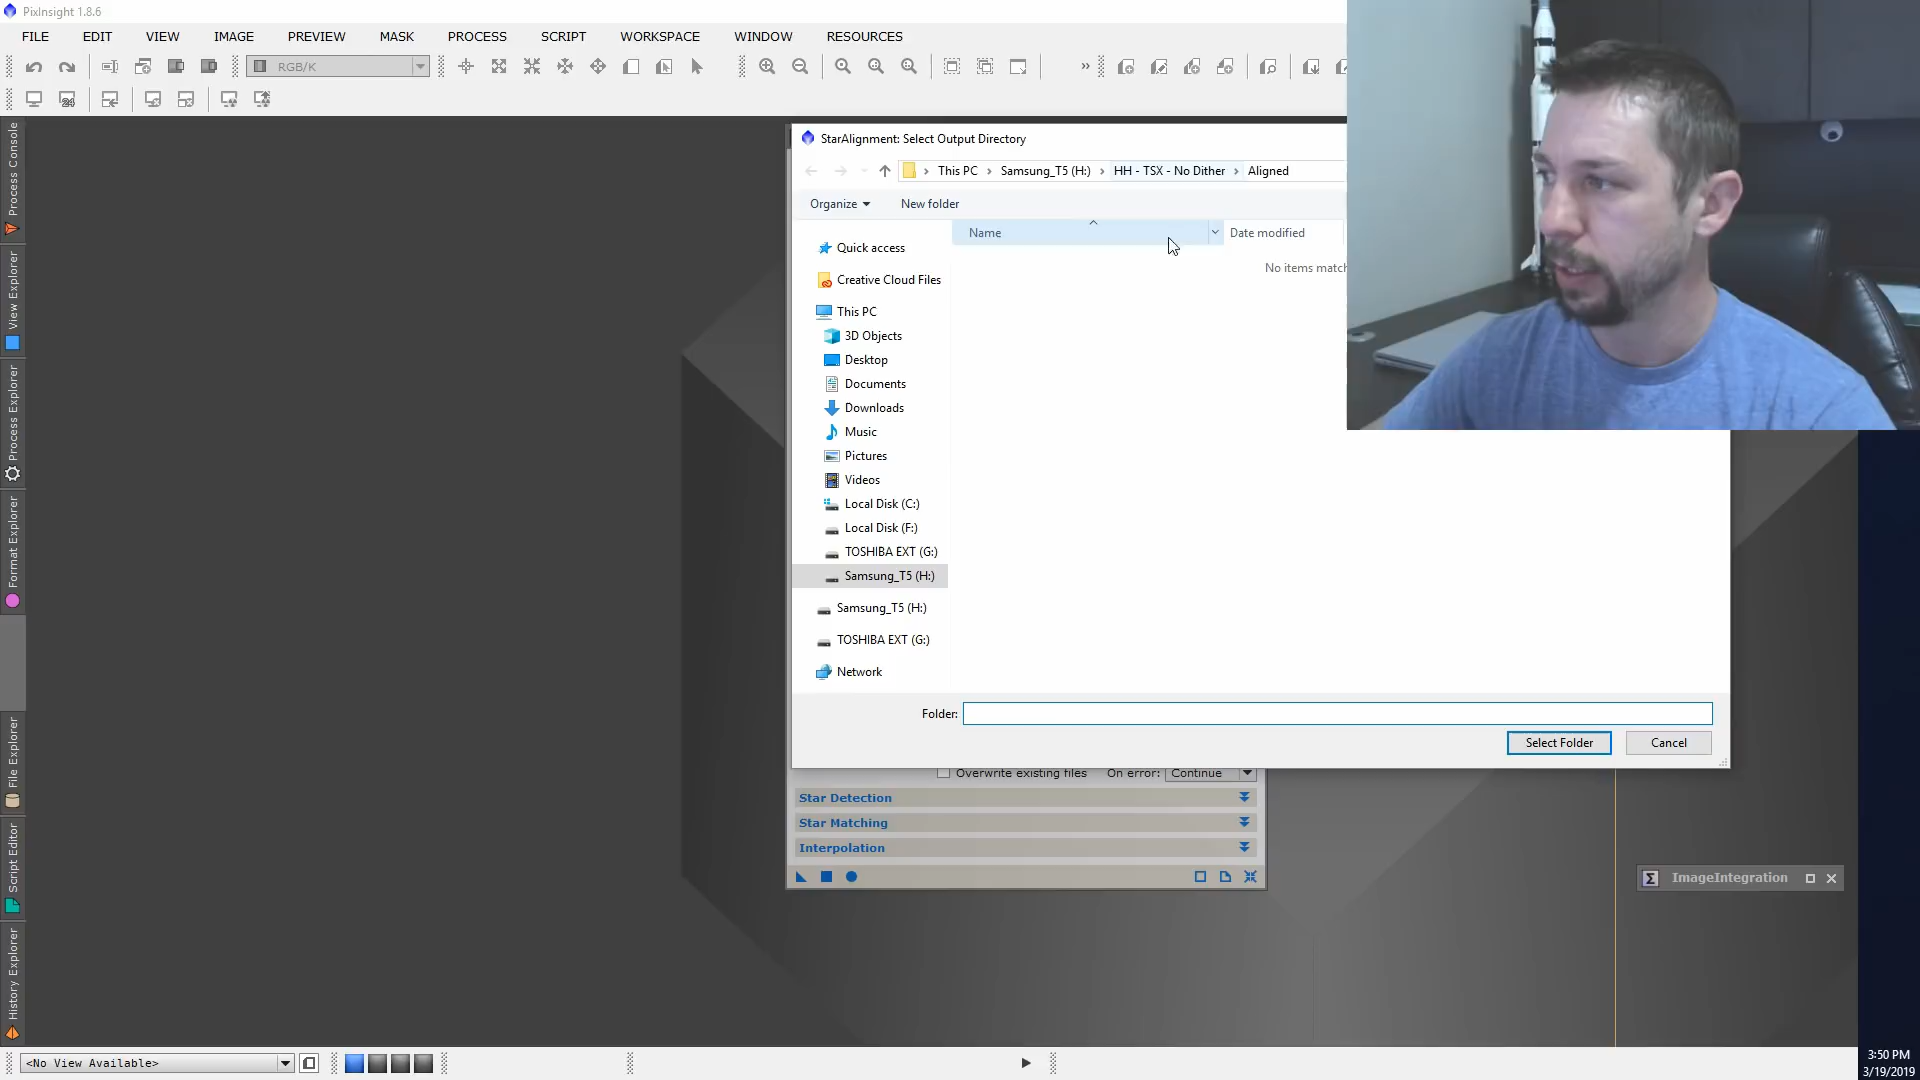 PixInsight 1.8.6
FILE EDIT VIEW IMAGE PREVIEW MASK PROCESS SCRIPT WORKSPACE WINDOW RESOURCES
RGB/K
24
Process Console
View Explorer
Process Explorer
Format Explorer
File Explorer
Script Editor
History Explorer
StarAlignment: Select Output Directory
This PC › Samsung_T5 (H:) › HH - TSX - No Dither › Aligned
Organize New folder
Name Date modified
No items match
Quick access
Creative Cloud Files
This PC
3D Objects
Desktop
Documents
Downloads
Music
Pictures
Videos
Local Disk (C:)
Local Disk (F:)
TOSHIBA EXT (G:)
Samsung_T5 (H:)
Samsung_T5 (H:)
TOSHIBA EXT (G:)
Network
Folder:
Select Folder Cancel
Overwrite existing files On error: Continue
Star Detection
Star Matching
Interpolation
Σ ImageIntegration
<No View Available>
3:50 PM
3/19/2019